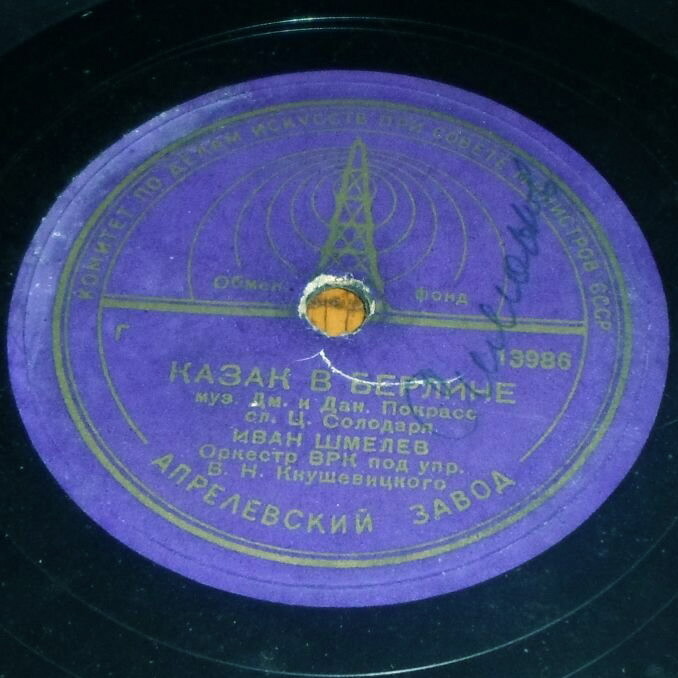 КОМИТЕТ ПО ДЕЛАМ ИСКУССТВ ПРИ СОВЕТЕ МИНИСТРОВ СССР
Обмен. фонд
Г 13986
КАЗАК В БЕРЛИНЕ
муз. Дм. и Дан. Покрасс
сл. Ц. Солодарл
ИВАН ШМЕЛЕВ
Оркестр ВРК под упр.
В. Н. Кнушевицкого
АПРЕЛЕВСКИЙ ЗАВОД